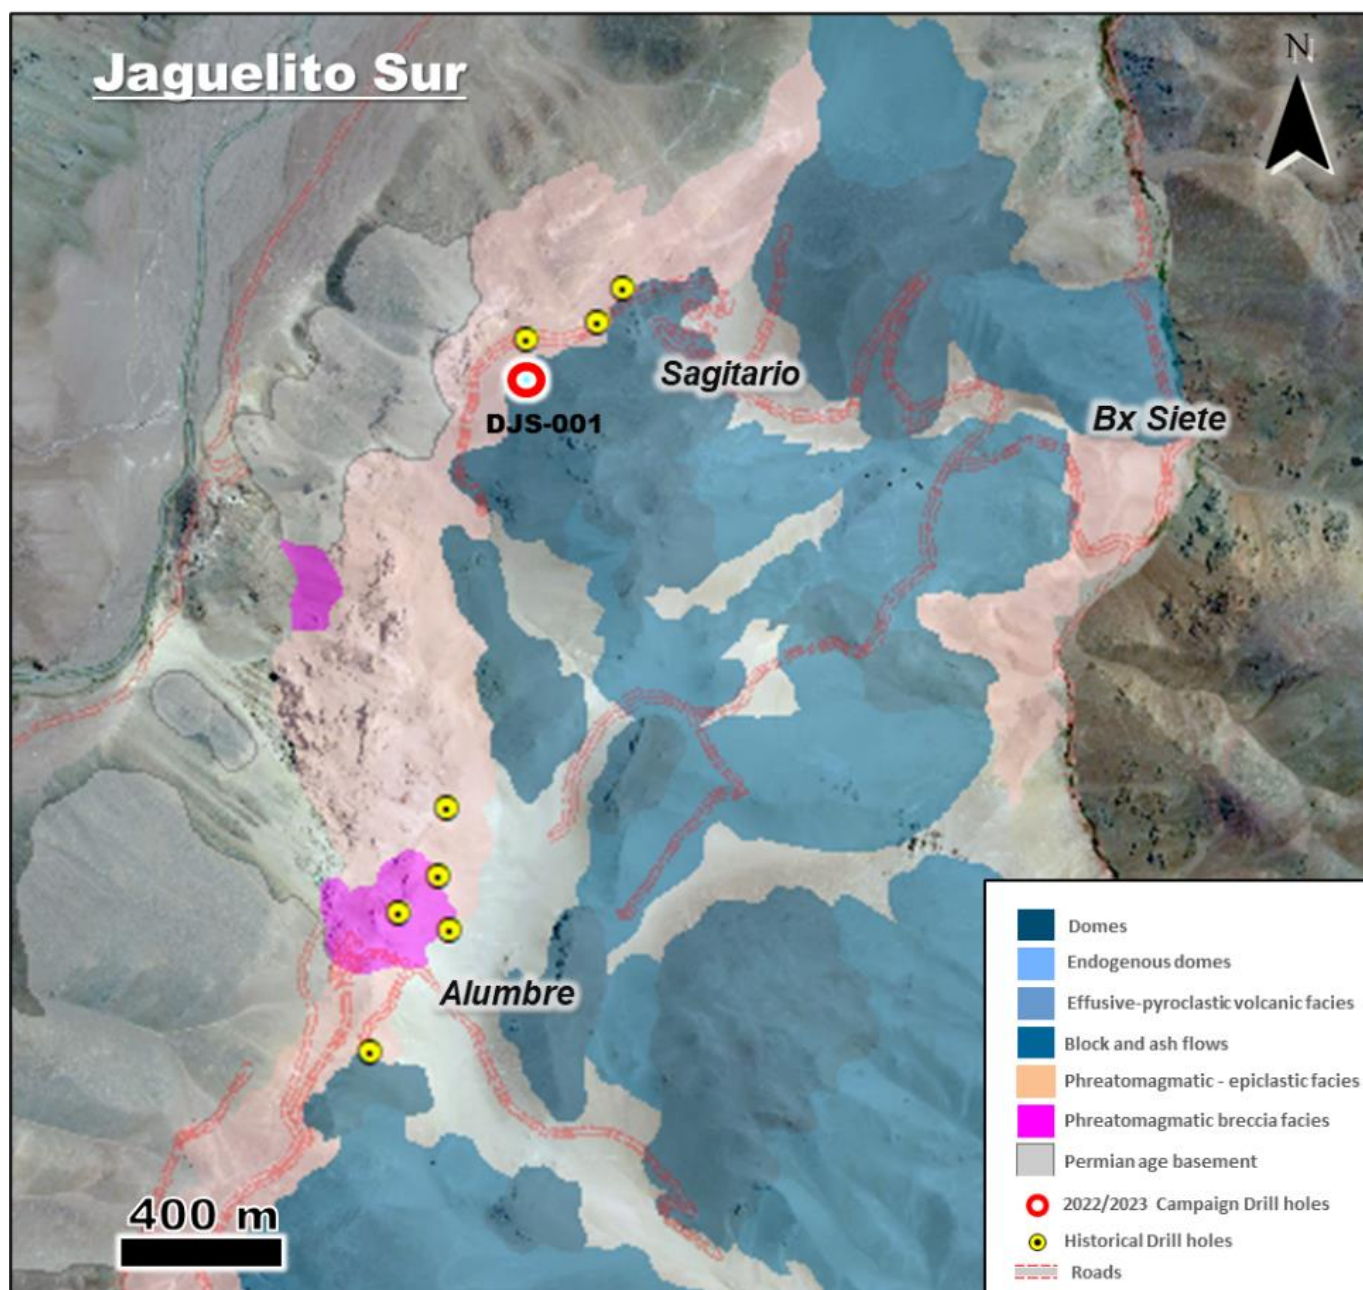 Jaguelito Sur
N
Sagitario
DJS-001
Bx Siete
Alumbre
400 m
Domes
Endogenous domes
Effusive-pyroclastic volcanic facies
Block and ash flows
Phreatomagmatic - epiclastic facies
Phreatomagmatic breccia facies
Permian age basement
2022/2023 Campaign Drill holes
Historical Drill holes
Roads